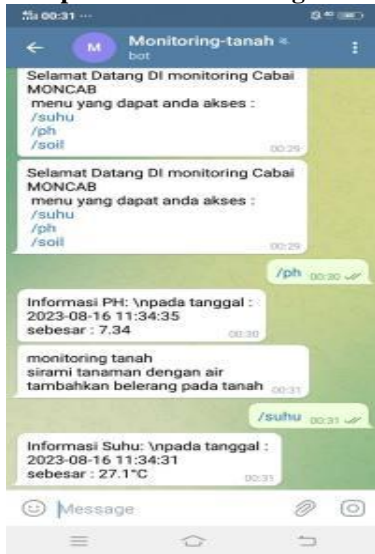 00:31
M
Monitoring-tanah
bot
Selamat Datang DI monitoring Cabai
MONCAB
menu yang dapat anda akses :
/suhu
/ph
/soil
00:29
Selamat Datang DI monitoring Cabai
MONCAB
menu yang dapat anda akses :
/suhu
/ph
/soil
00:29
/ph 00:30
Informasi PH: \npada tanggal :
2023-08-16 11:34:35
sebesar : 7.34
00:30
monitoring tanah
sirami tanaman dengan air
tambahkan belerang pada tanah 00:31
/suhu 00:31
Informasi Suhu: \npada tanggal :
2023-08-16 11:34:31
sebesar : 27.1°C
00:31
Message